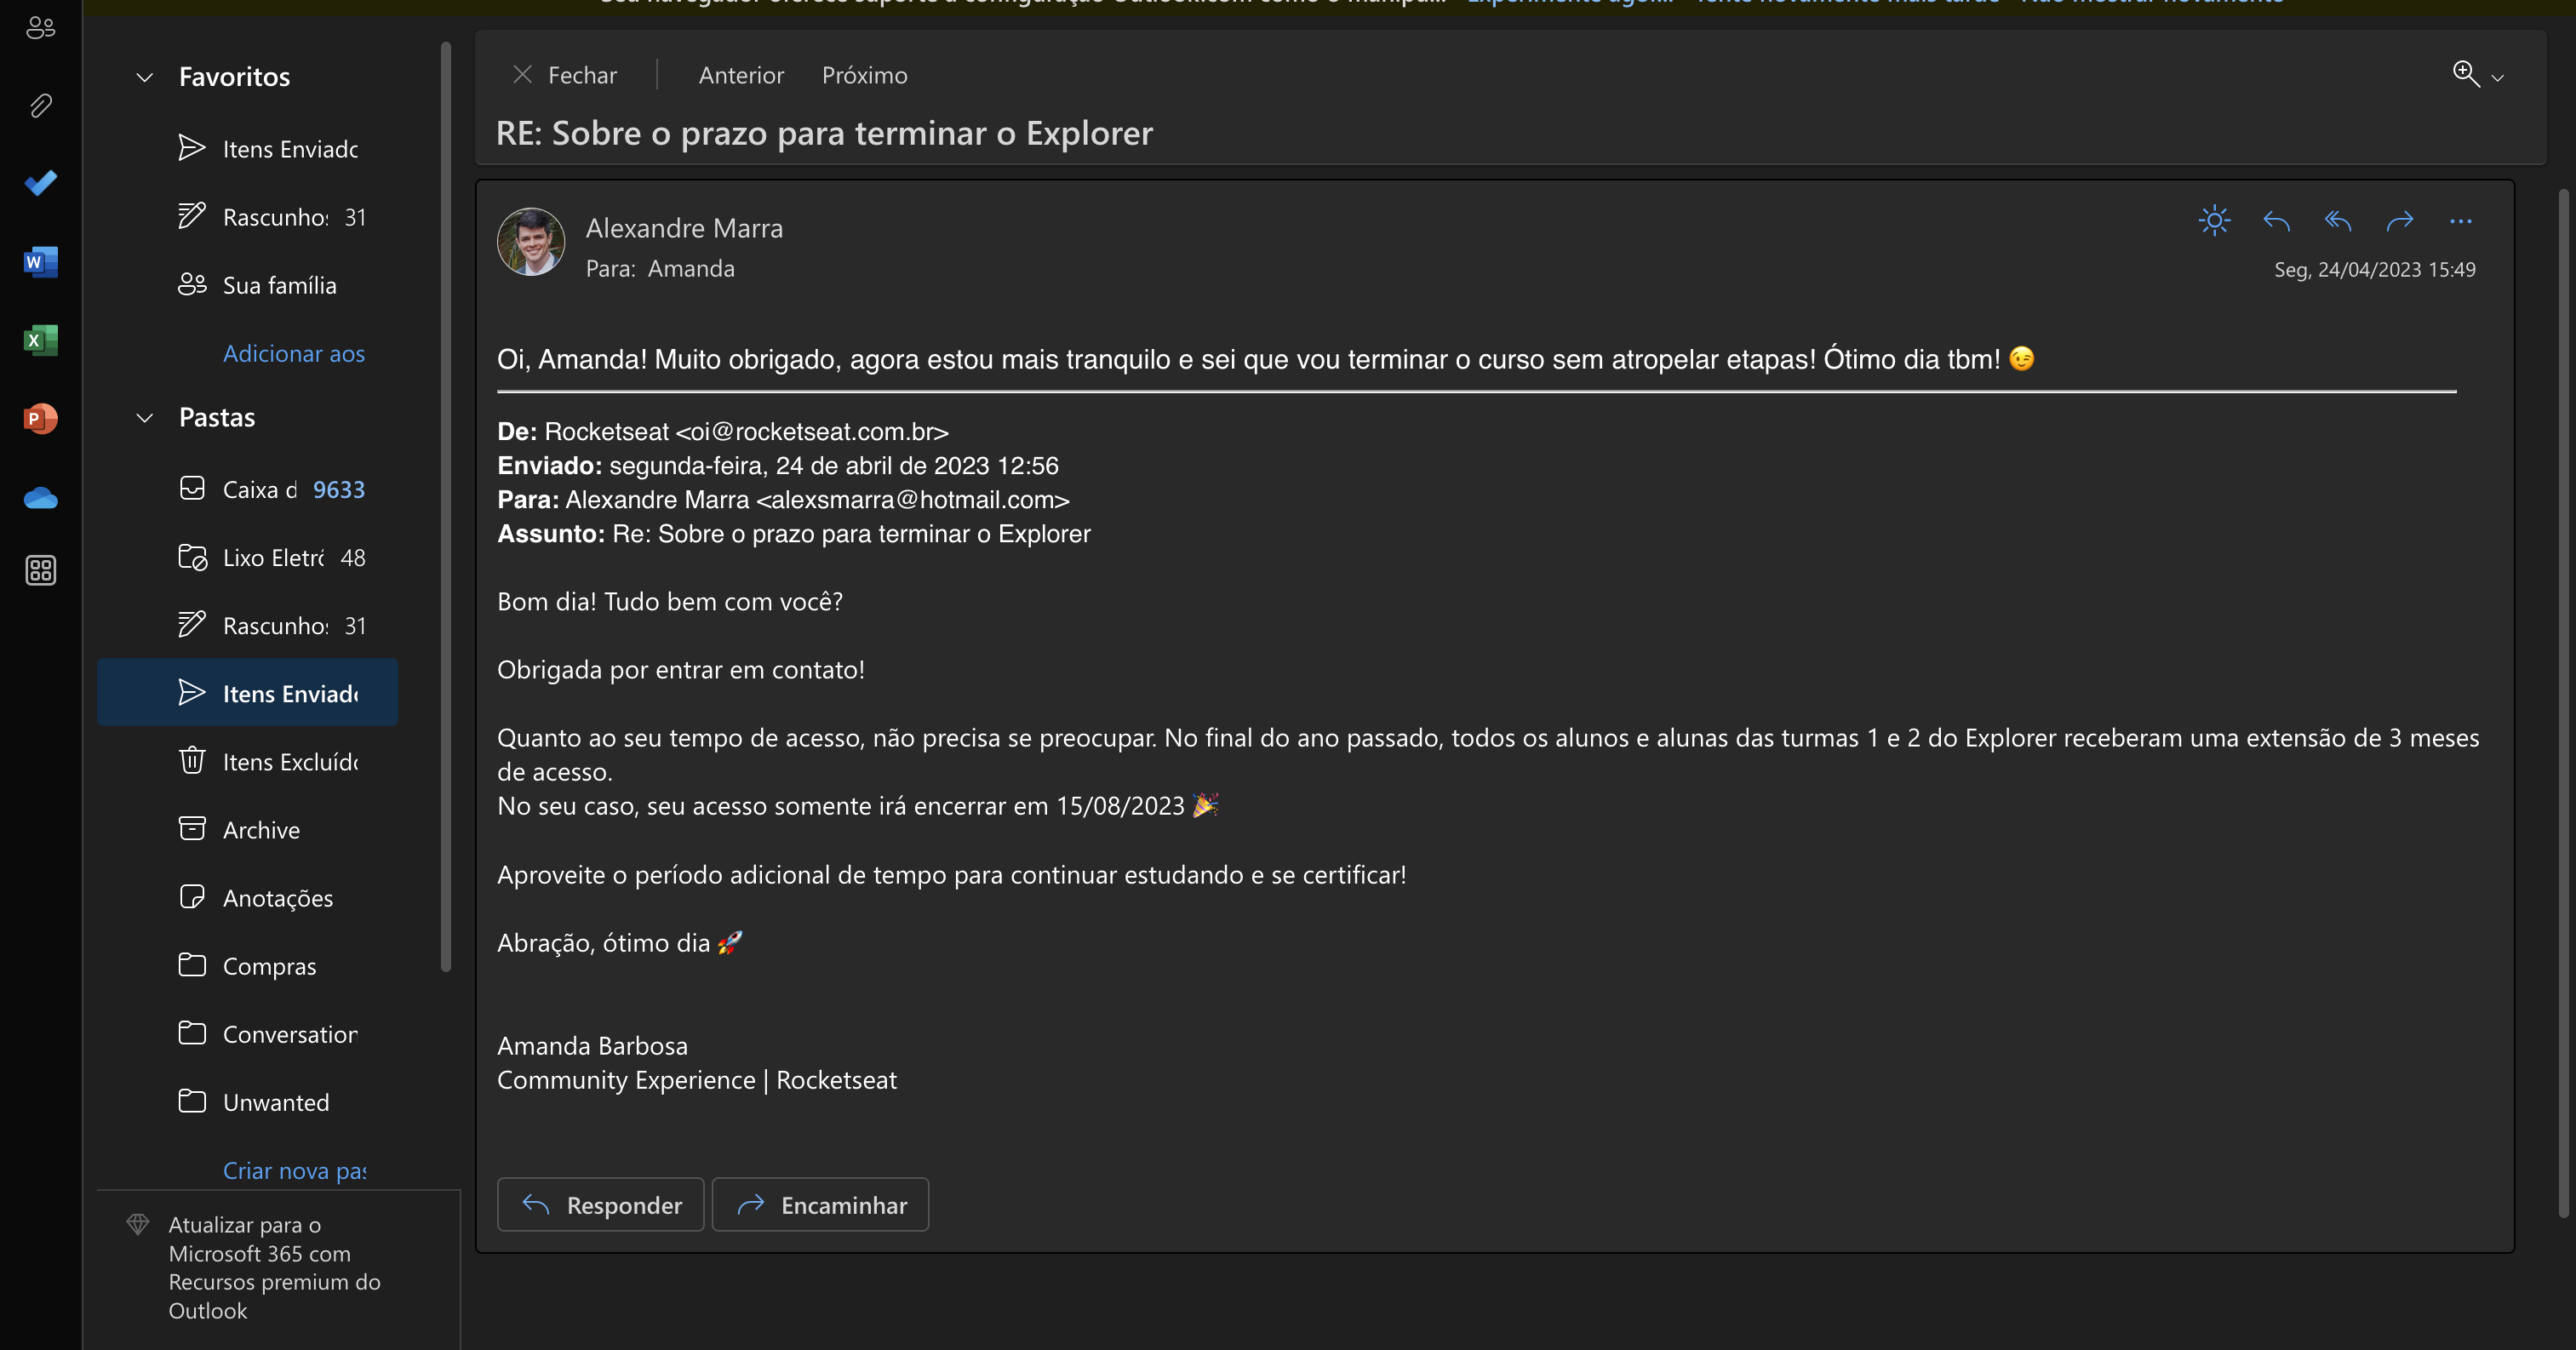 Favoritos
Itens Enviado
Rascunhos 31
Sua família
Adicionar aos
Pastas
Caixa d 9633
Lixo Eletrô 48
Rascunhos 31
Itens Enviado
Itens Excluído
Archive
Anotações
Compras
Conversation
Unwanted
Criar nova pas
Atualizar para o
Microsoft 365 com
Recursos premium do
Outlook
Fechar Anterior Próximo
RE: Sobre o prazo para terminar o Explorer
Alexandre Marra
Para: Amanda
Seg, 24/04/2023 15:49
Oi, Amanda! Muito obrigado, agora estou mais tranquilo e sei que vou terminar o curso sem atropelar etapas! Ótimo dia tbm! 😉
De: Rocketseat <oi@rocketseat.com.br>
Enviado: segunda-feira, 24 de abril de 2023 12:56
Para: Alexandre Marra <alexsmarra@hotmail.com>
Assunto: Re: Sobre o prazo para terminar o Explorer
Bom dia! Tudo bem com você?
Obrigada por entrar em contato!
Quanto ao seu tempo de acesso, não precisa se preocupar. No final do ano passado, todos os alunos e alunas das turmas 1 e 2 do Explorer receberam uma extensão de 3 meses
de acesso.
No seu caso, seu acesso somente irá encerrar em 15/08/2023 🎉
Aproveite o período adicional de tempo para continuar estudando e se certificar!
Abração, ótimo dia 🚀
Amanda Barbosa
Community Experience | Rocketseat
Responder Encaminhar